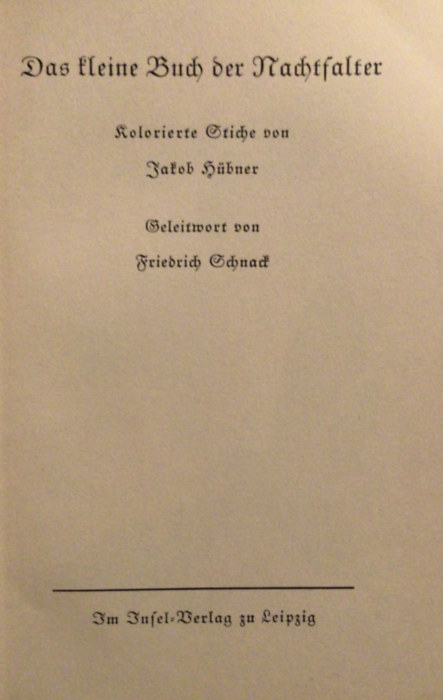 Das kleine Buch der Nachtfalter
Kolorierte Stiche von
Jakob Hübner
Geleitwort von
Friedrich Schnack
Im Inſel-Verlag zu Leipzig